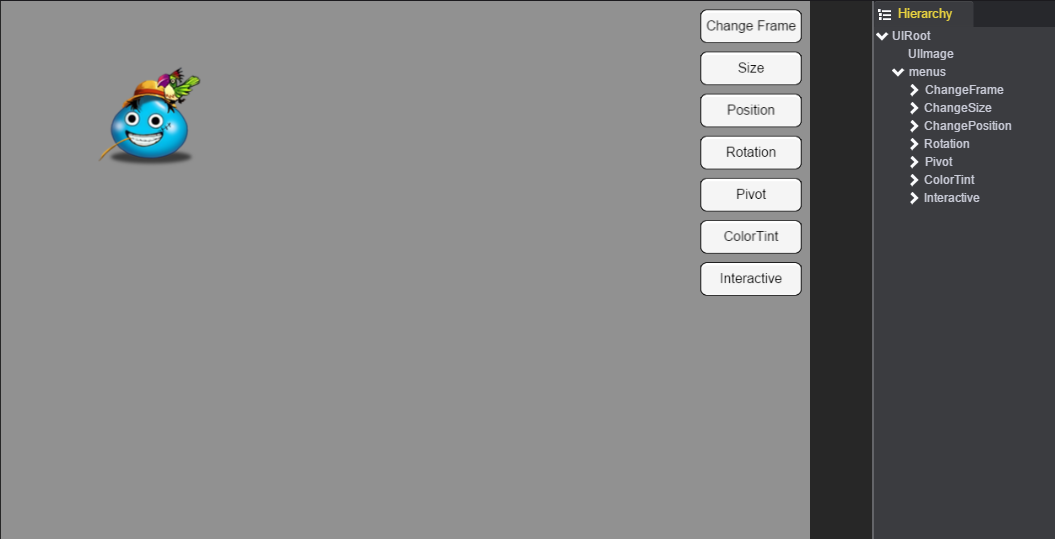 Change Frame
Size
Position
Rotation
Pivot
ColorTint
Interactive
Hierarchy
UIRoot
UIImage
menus
ChangeFrame
ChangeSize
ChangePosition
Rotation
Pivot
ColorTint
Interactive